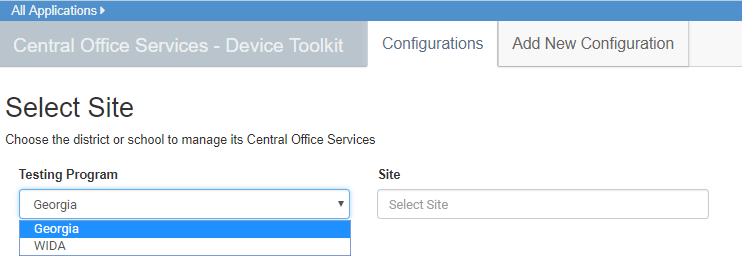 All Applications
Central Office Services - Device Toolkit
Configurations
Add New Configuration
Select Site
Choose the district or school to manage its Central Office Services
Testing Program
Site
Georgia
Select Site
Georgia
WIDA